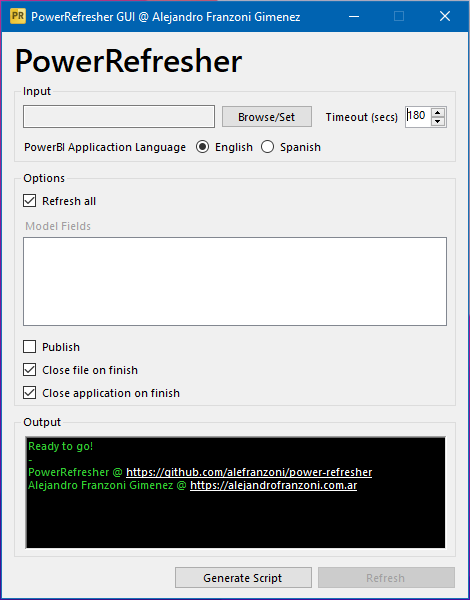 PR PowerRefresher GUI @ Alejandro Franzoni Gimenez
PowerRefresher
Input
Browse/Set
Timeout (secs)
180
PowerBI Applicaction Language
English
Spanish
Options
Refresh all
Model Fields
Publish
Close file on finish
Close application on finish
Output
Ready to go!
-
PowerRefresher @ https://github.com/alefranzoni/power-refresher
Alejandro Franzoni Gimenez @ https://alejandrofranzoni.com.ar
Generate Script
Refresh